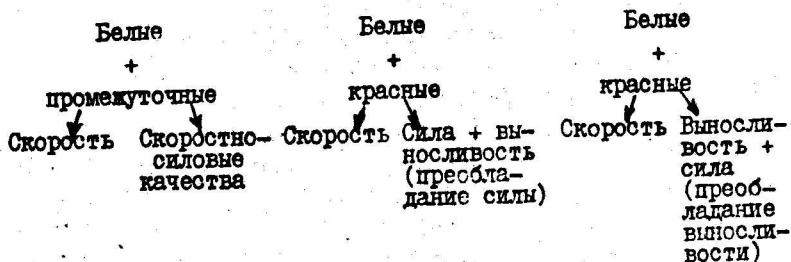 Белые
+
промежуточные
Скорость
Скоростно-
силовые
качества
Белые
+
красные
Скорость
Сила + вы-
носливость
(преобла-
дание силы)
Белые
+
красные
Скорость
Выносли-
вость +
сила
(преоб-
ладание
выносли-
вости)